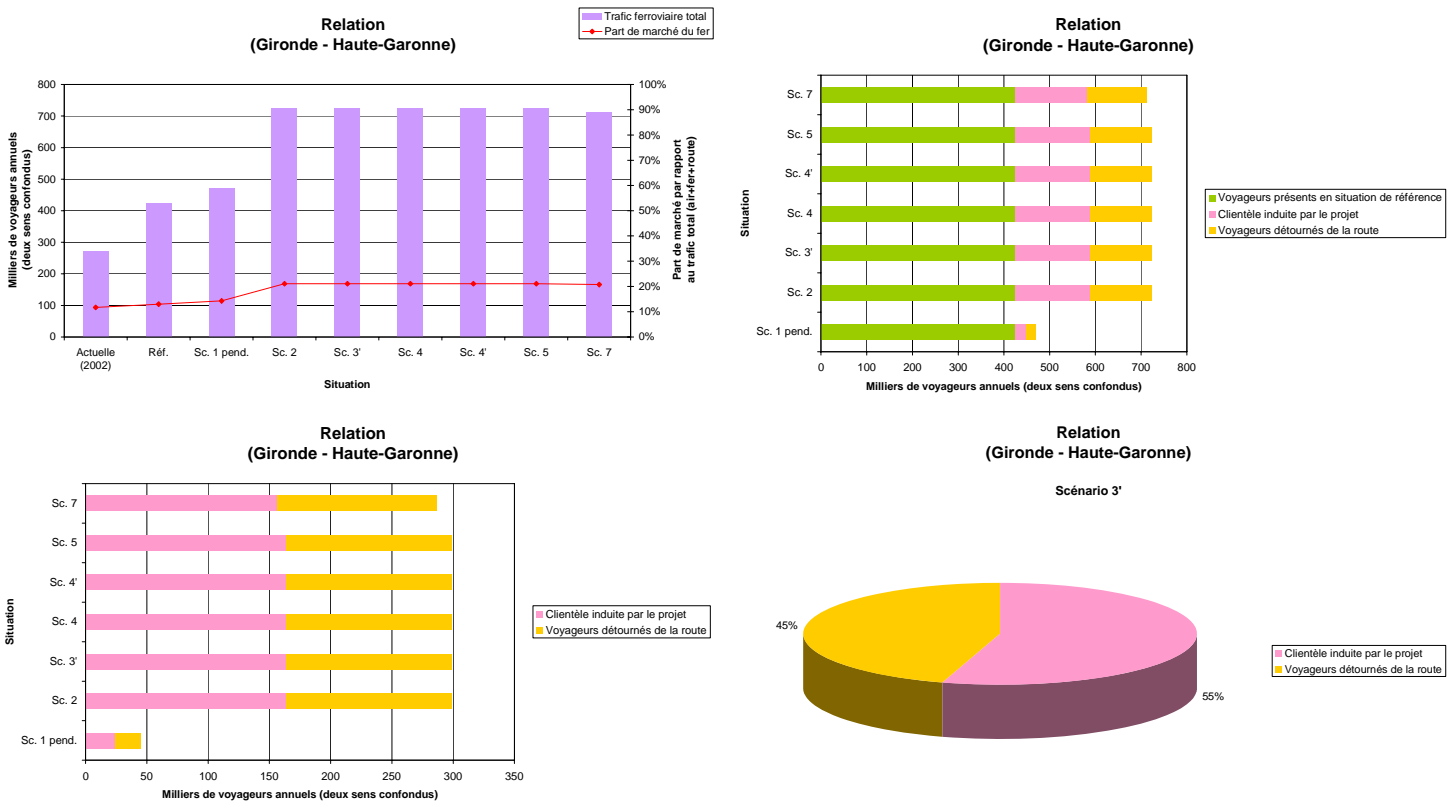 Relation
(Gironde - Haute-Garonne)
Trafic ferroviaire total
Part de marché du fer
Milliers de voyageurs annuels
(deux sens confondus)
800
700
600
500
400
300
200
100
0
100%
90%
80%
70%
60%
50%
40%
30%
20%
10%
0%
Part de marché par rapport
au trafic total (air+fer+route)
Actuelle
(2002)
Réf.
Sc. 1 pend.
Sc. 2
Sc. 3'
Sc. 4
Sc. 4'
Sc. 5
Sc. 7
Situation
Relation
(Gironde - Haute-Garonne)
Situation
Sc. 7
Sc. 5
Sc. 4'
Sc. 4
Sc. 3'
Sc. 2
Sc. 1 pend.
0 100 200 300 400 500 600 700 800
Milliers de voyageurs annuels (deux sens confondus)
Voyageurs présents en situation de référence
Clientèle induite par le projet
Voyageurs détournés de la route
Relation
(Gironde - Haute-Garonne)
Situation
Sc. 7
Sc. 5
Sc. 4'
Sc. 4
Sc. 3'
Sc. 2
Sc. 1 pend.
0 50 100 150 200 250 300 350
Milliers de voyageurs annuels (deux sens confondus)
Clientèle induite par le projet
Voyageurs détournés de la route
Relation
(Gironde - Haute-Garonne)
Scénario 3'
45%
55%
Clientèle induite par le projet
Voyageurs détournés de la route